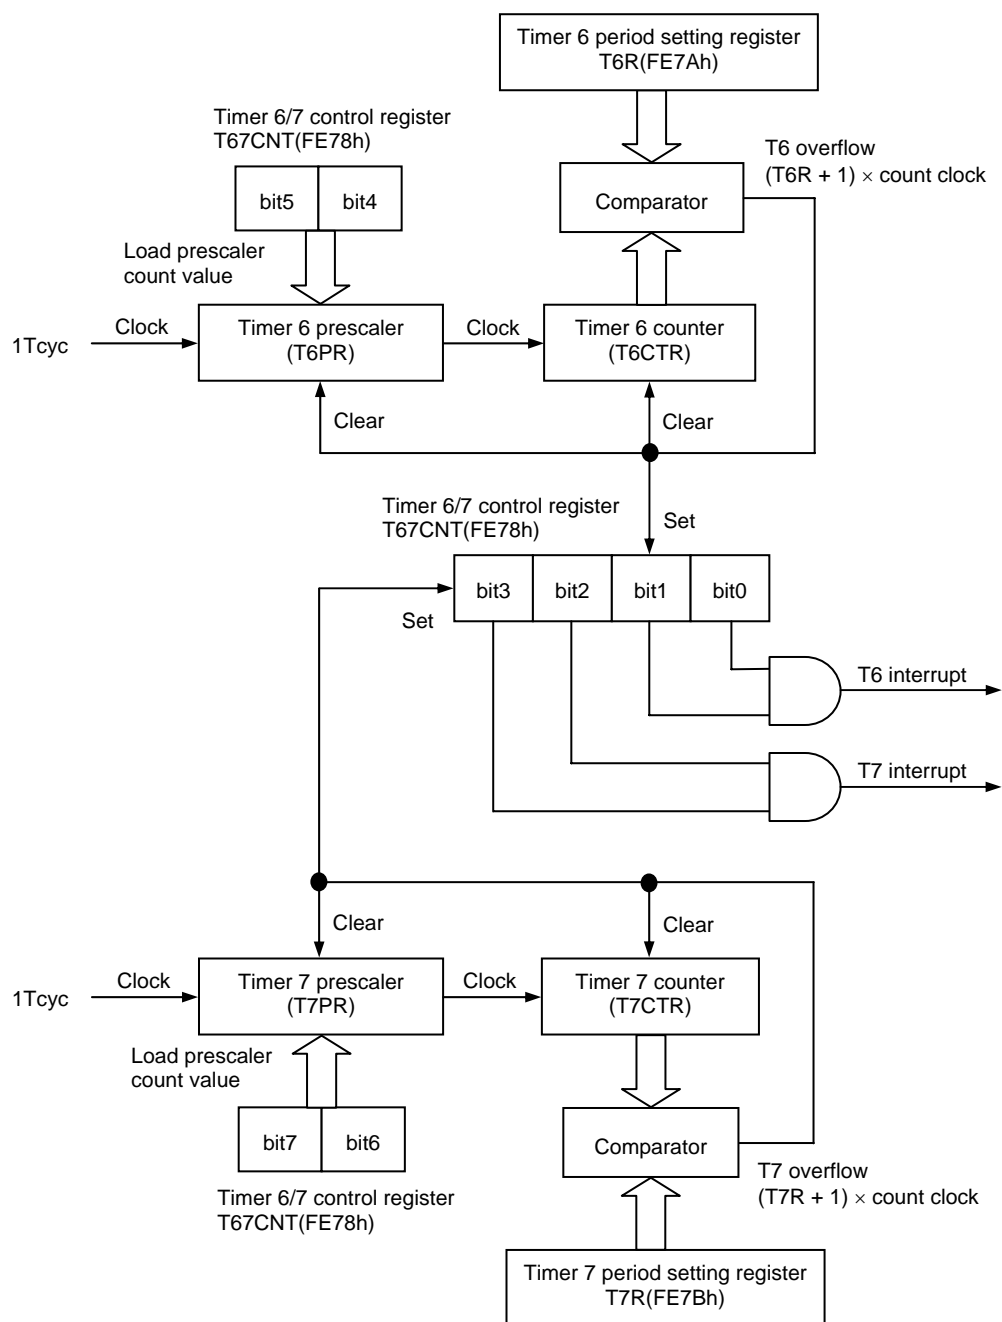 Timer 6 period setting register
T6R(FE7Ah)
Timer 6/7 control register
T67CNT(FE78h)
T6 overflow
(T6R + 1) × count clock
bit5
bit4
Comparator
Load prescaler
count value
1Tcyc
Clock
Timer 6 prescaler
(T6PR)
Clock
Timer 6 counter
(T6CTR)
Clear
Clear
Timer 6/7 control register
T67CNT(FE78h)
Set
bit3
bit2
bit1
bit0
Set
T6 interrupt
T7 interrupt
Clear
Clear
1Tcyc
Clock
Timer 7 prescaler
(T7PR)
Clock
Timer 7 counter
(T7CTR)
Load prescaler
count value
bit7
bit6
Comparator
T7 overflow
(T7R + 1) × count clock
Timer 6/7 control register
T67CNT(FE78h)
Timer 7 period setting register
T7R(FE7Bh)